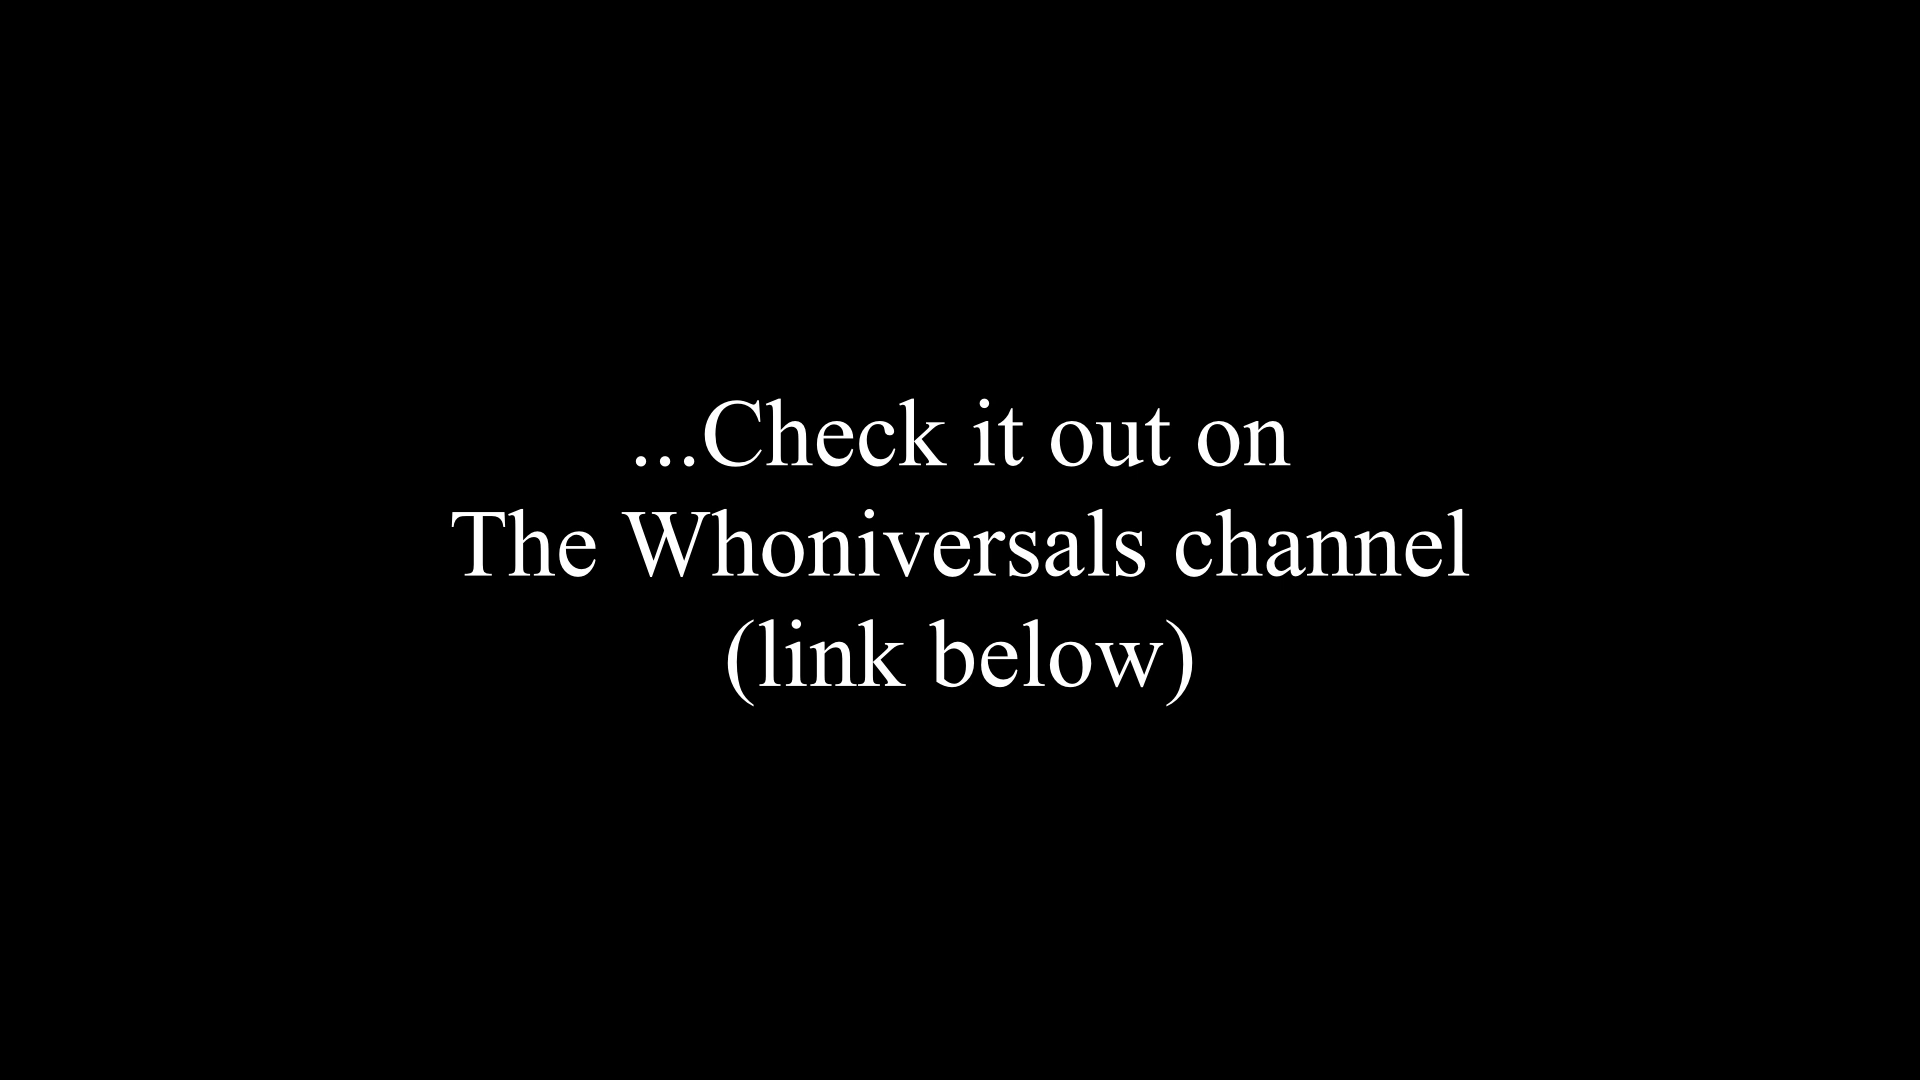 ...Check it out on
The Whoniversals channel
(link below)